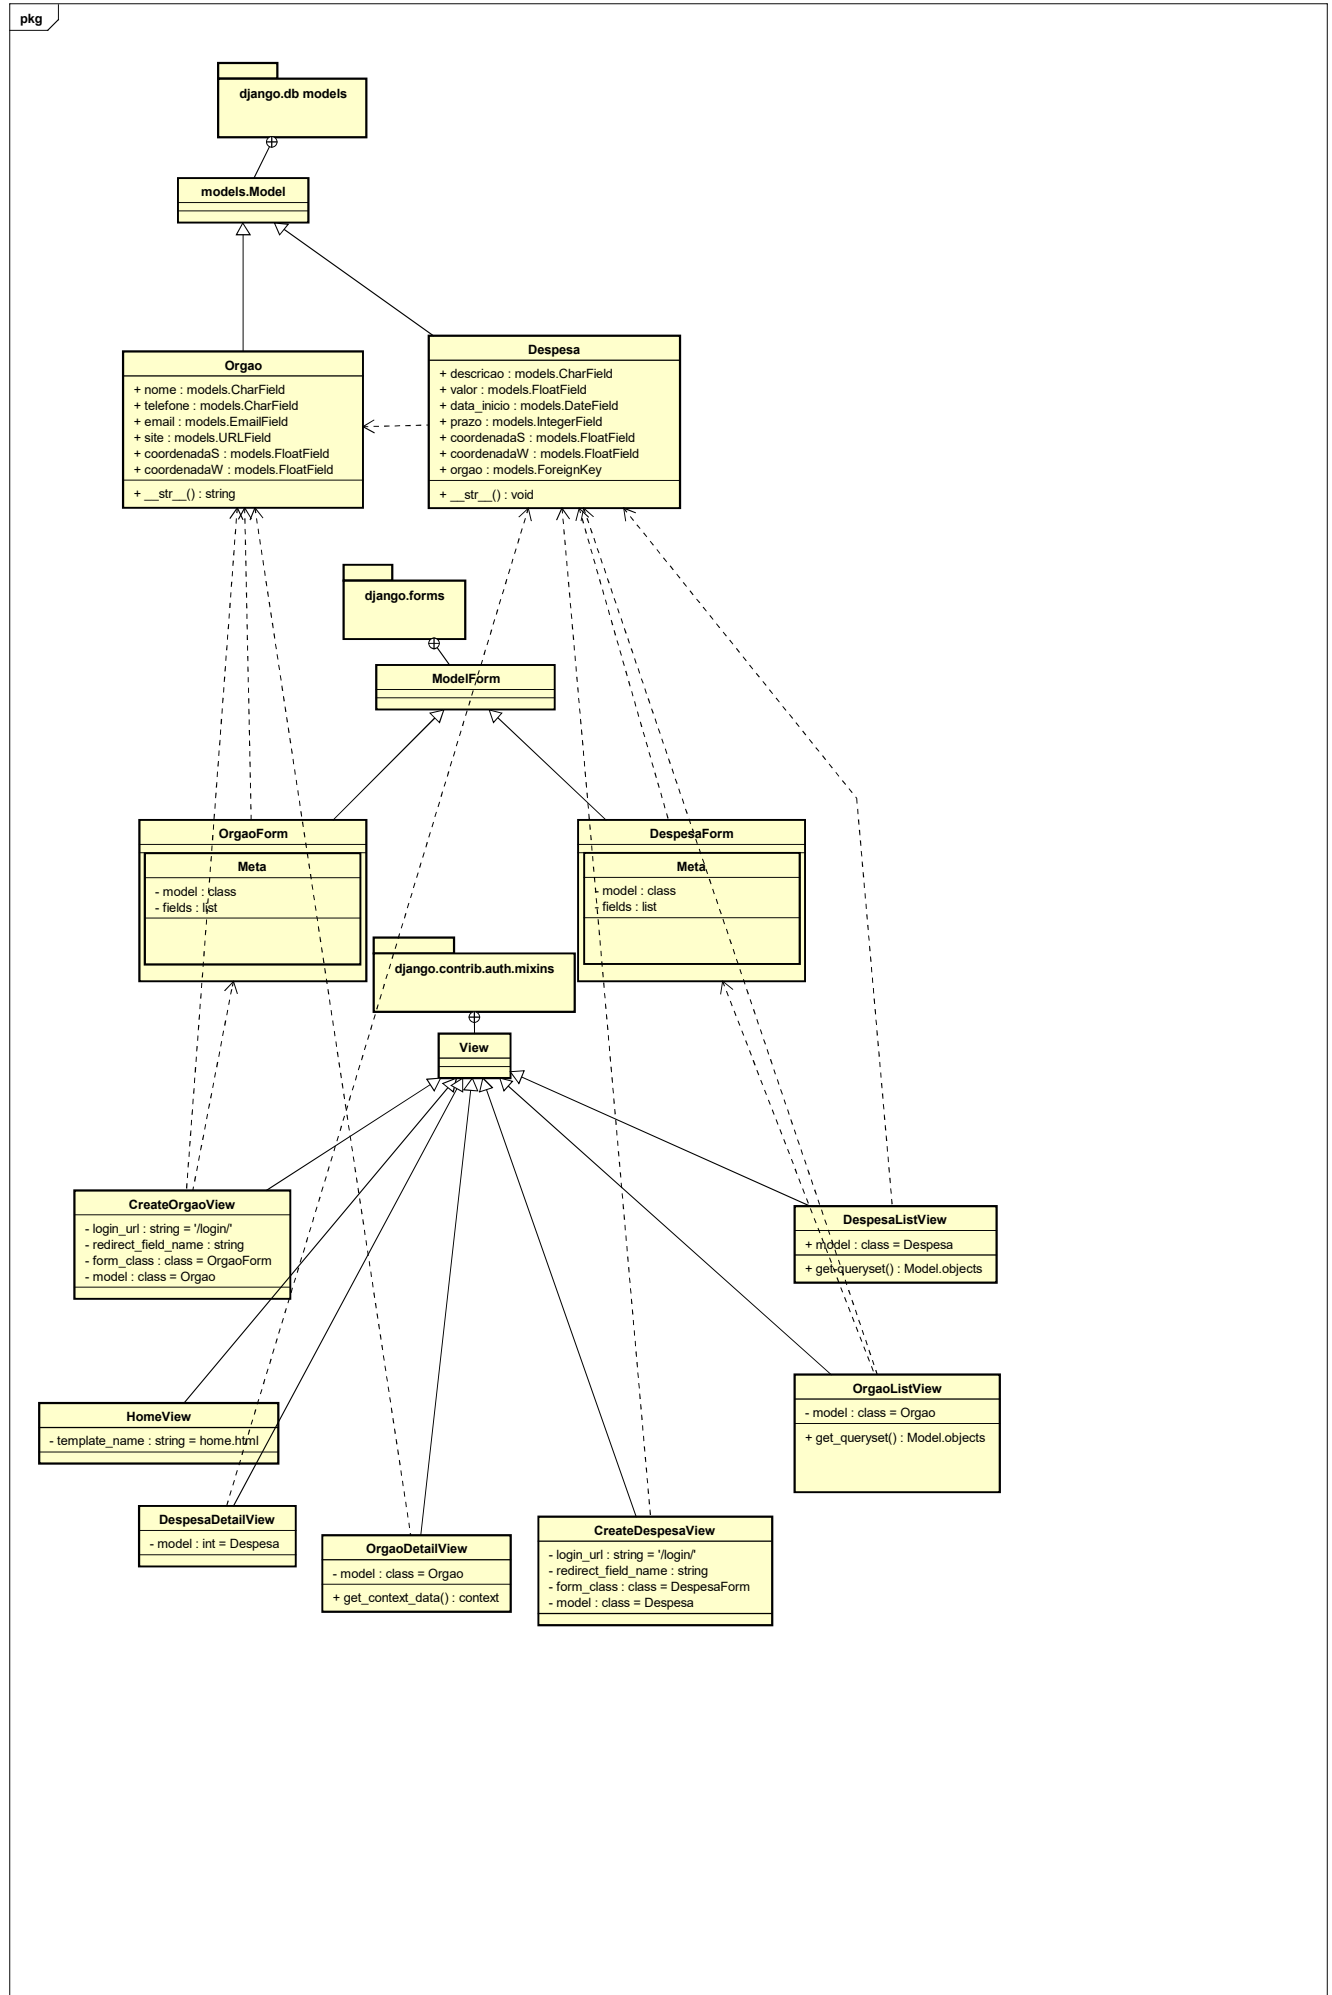 pkg
django.db models
models.Model
Orgao
+ nome : models.CharField
+ telefone : models.CharField
+ email : models.EmailField
+ site : models.URLField
+ coordenadaS : models.FloatField
+ coordenadaW : models.FloatField
+ __str__() : string
Despesa
+ descricao : models.CharField
+ valor : models.FloatField
+ data_inicio : models.DateField
+ prazo : models.IntegerField
+ coordenadaS : models.FloatField
+ coordenadaW : models.FloatField
+ orgao : models.ForeignKey
+ __str__() : void
django.forms
ModelForm
OrgaoForm
Meta
- model : class
- fields : list
DespesaForm
Meta
- model : class
- fields : list
django.contrib.auth.mixins
View
CreateOrgaoView
- login_url : string = '/login/'
- redirect_field_name : string
- form_class : class = OrgaoForm
- model : class = Orgao
DespesaListView
+ model : class = Despesa
+ get-queryset() : Model.objects
HomeView
- template_name : string = home.html
OrgaoListView
- model : class = Orgao
+ get_queryset() : Model.objects
DespesaDetailView
- model : int = Despesa
OrgaoDetailView
- model : class = Orgao
+ get_context_data() : context
CreateDespesaView
- login_url : string = '/login/'
- redirect_field_name : string
- form_class : class = DespesaForm
- model : class = Despesa